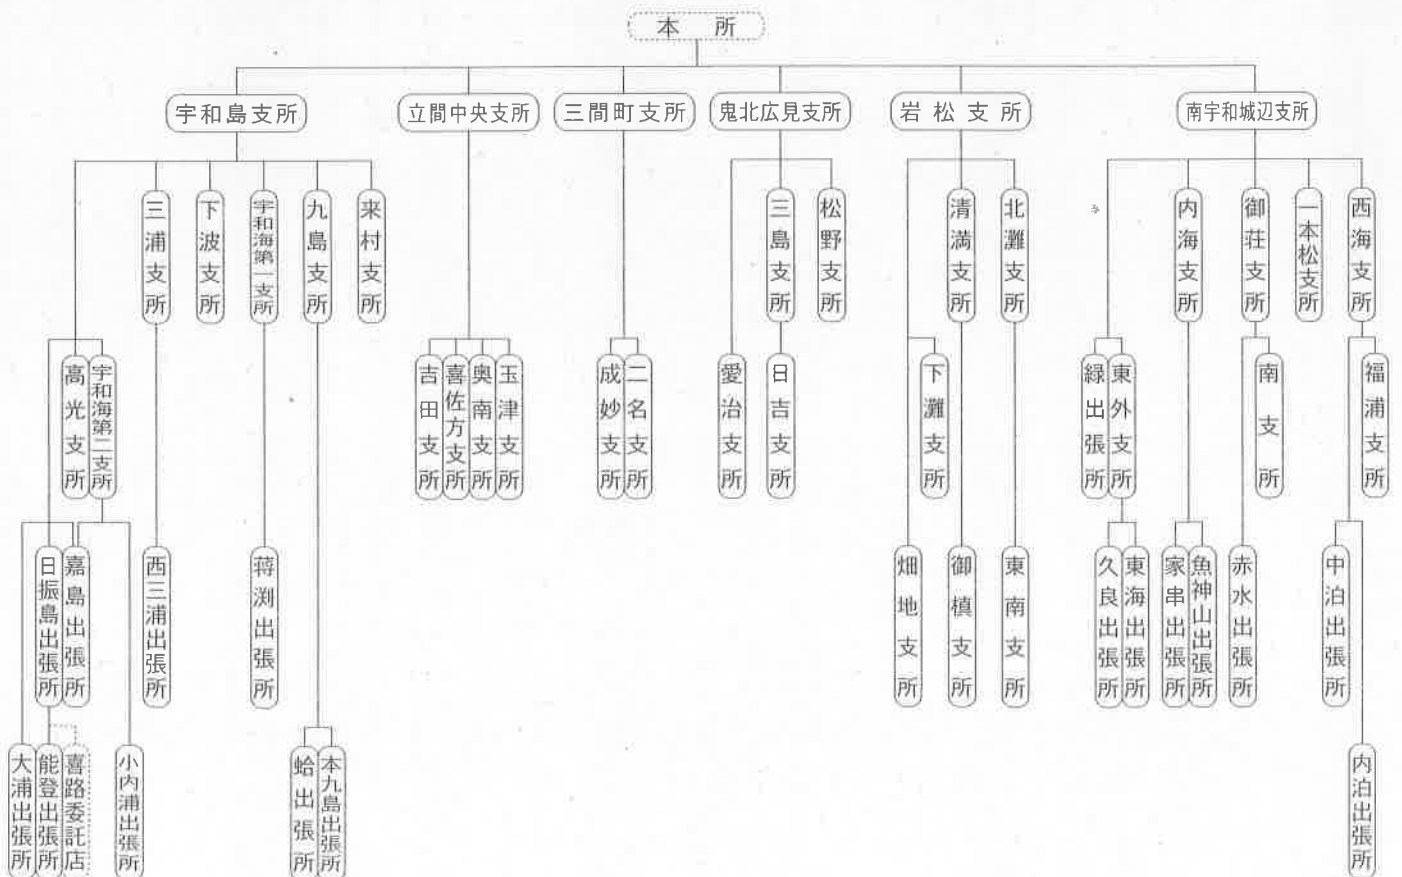 本所
宇和島支所
立間中央支所
三間町支所
鬼北広見支所
岩松支所
南宇和城辺支所
三浦支所
下波支所
宇和海第一支所
九島支所
来村支所
三島支所
松野支所
清満支所
北灘支所
内海支所
御荘支所
一本松支所
西海支所
高光支所
宇和海第二支所
吉田支所
喜佐方支所
奥南支所
玉津支所
成妙支所
二名支所
愛治支所
日吉支所
下灘支所
緑出張所
東外支所
南支所
福浦支所
日振島出張所
嘉島出張所
西三浦出張所
蒋渕出張所
畑地支所
御槙支所
東南支所
久良出張所
東海出張所
家串出張所
魚神山出張所
赤水出張所
中泊出張所
大浦出張所
能登出張所
喜路委託店
小内浦出張所
蛤出張所
本九島出張所
内泊出張所